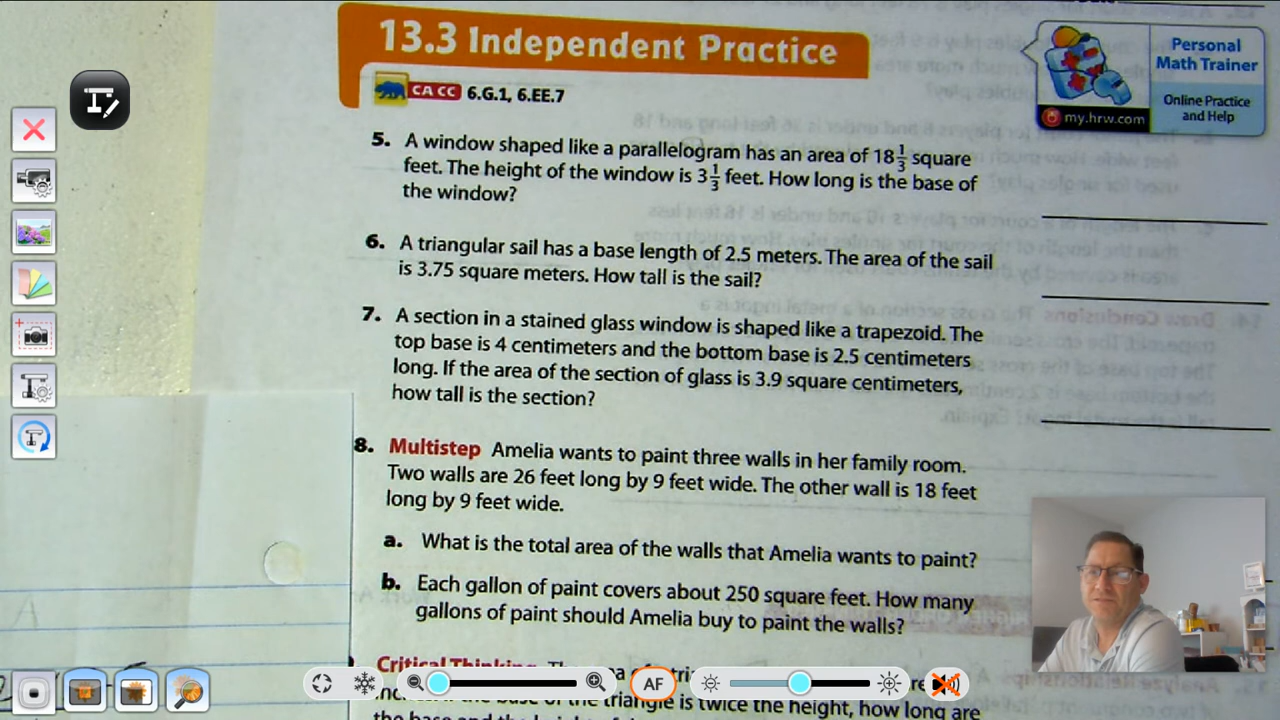 13.3 Independent Practice
CA CC 6.G.1, 6.EE.7
Personal
Math Trainer
Online Practice
and Help
my.hrw.com
5. A window shaped like a parallelogram has an area of 18 1/3 square
feet. The height of the window is 3 1/3 feet. How long is the base of
the window?
6. A triangular sail has a base length of 2.5 meters. The area of the sail
is 3.75 square meters. How tall is the sail?
7. A section in a stained glass window is shaped like a trapezoid. The
top base is 4 centimeters and the bottom base is 2.5 centimeters
long. If the area of the section of glass is 3.9 square centimeters,
how tall is the section?
8. Multistep Amelia wants to paint three walls in her family room.
Two walls are 26 feet long by 9 feet wide. The other wall is 18 feet
long by 9 feet wide.
a. What is the total area of the walls that Amelia wants to paint?
b. Each gallon of paint covers about 250 square feet. How many
gallons of paint should Amelia buy to paint the walls?
Critical Thinking
the triangle is twice the height, how long are
the base and the height of
AF